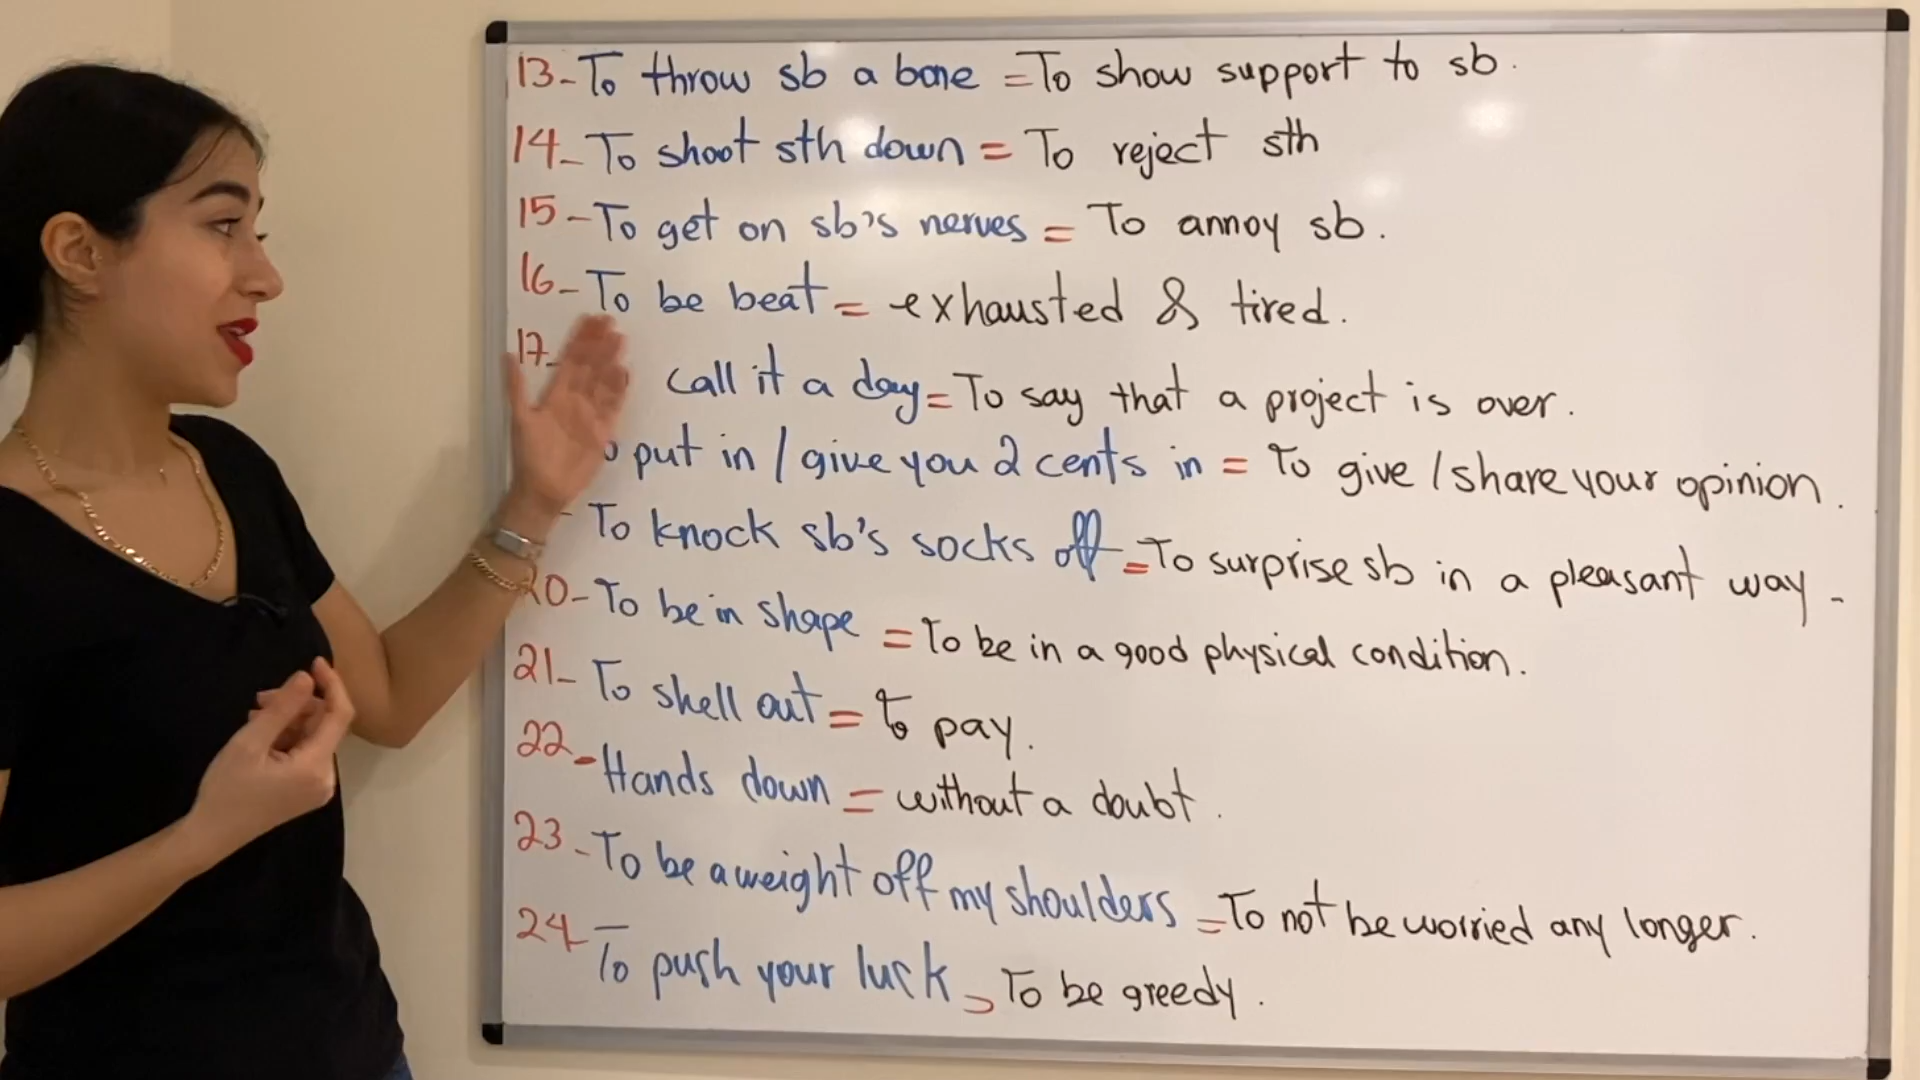 13- To throw sb a bone = To show support to sb.
14- To shoot sth down = To reject sth
15- To get on sb's nerves = To annoy sb.
16- To be beat = exhausted & tired.
17- call it a day = To say that a project is over.
put in / give you 2 cents in = To give / share your opinion.
- To knock sb's socks off = To surprise sb in a pleasant way.
20- To be in shape = To be in a good physical condition.
21- To shell out = to pay.
22- Hands down = without a doubt.
23- To be a weight off my shoulders = To not be worried any longer.
24- To push your luck = To be greedy.